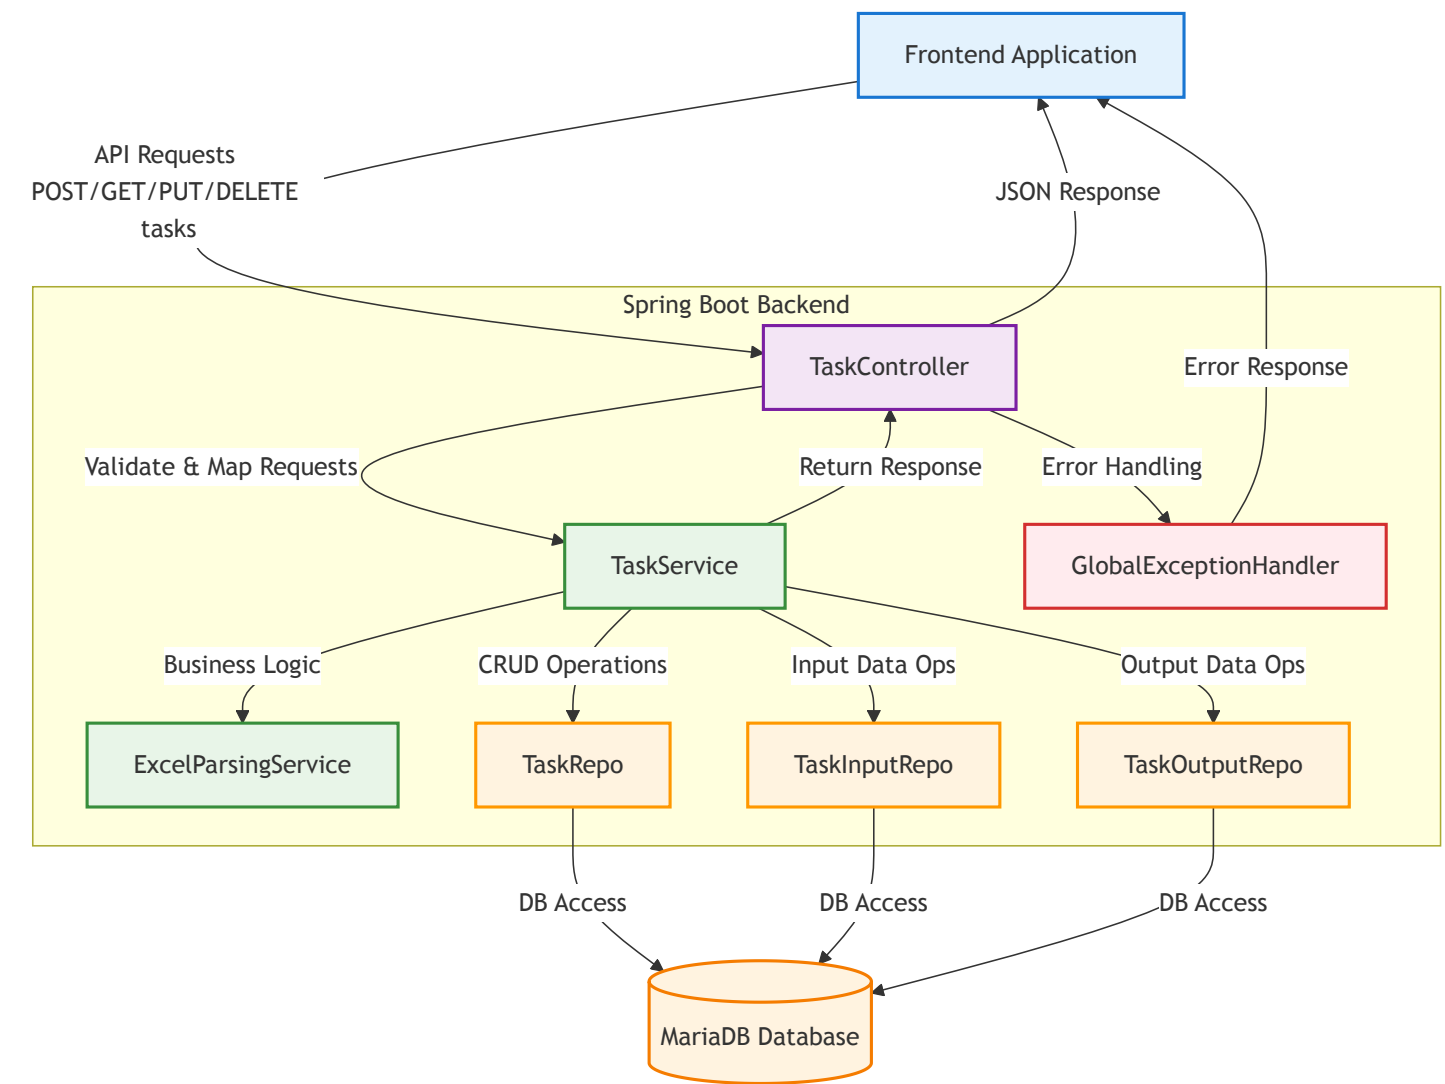 Frontend Application
API Requests
POST/GET/PUT/DELETE
tasks
JSON Response
Spring Boot Backend
TaskController
Error Response
Validate & Map Requests
Return Response
Error Handling
TaskService
GlobalExceptionHandler
Business Logic
CRUD Operations
Input Data Ops
Output Data Ops
ExcelParsingService
TaskRepo
TaskInputRepo
TaskOutputRepo
DB Access
DB Access
DB Access
MariaDB Database